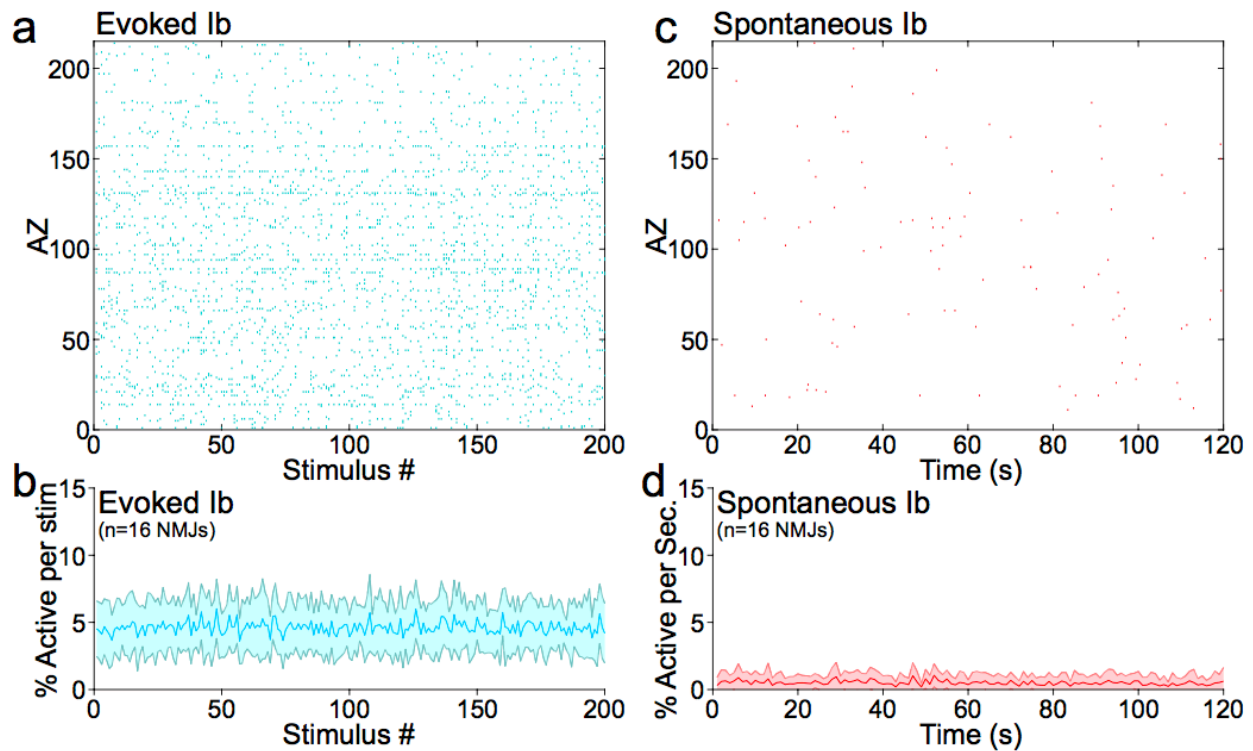 a Evoked Ib
200
150
100
50
0
AZ
0 50 100 150 200
Stimulus #
c Spontaneous Ib
200
150
100
50
0
AZ
0 20 40 60 80 100 120
Time (s)
b Evoked Ib
(n=16 NMJs)
15
10
5
0
% Active per stim
0 50 100 150 200
Stimulus #
d Spontaneous Ib
(n=16 NMJs)
15
10
5
0
% Active per Sec.
0 20 40 60 80 100 120
Time (s)